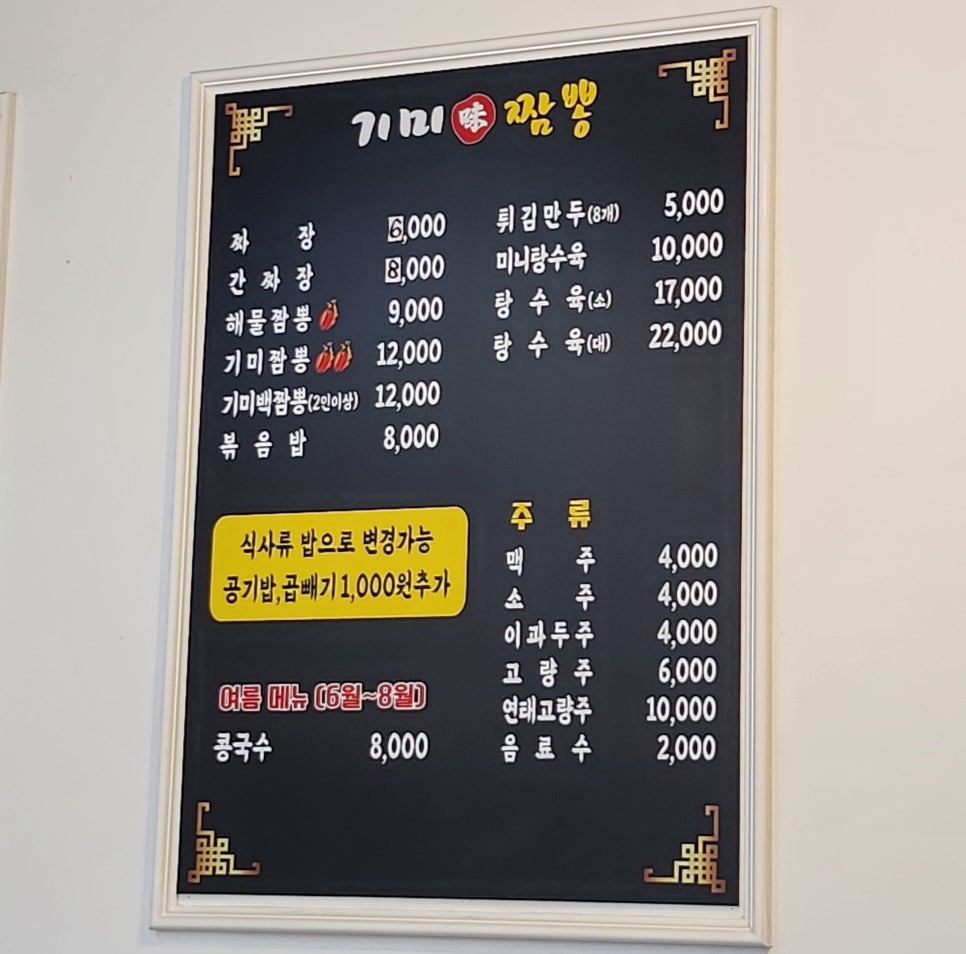 기미 味 짬뽕
짜장 6,000
간짜장 8,000
해물짬뽕 9,000
기미짬뽕 12,000
기미백짬뽕(2인이상) 12,000
볶음밥 8,000
튀김만두(8개) 5,000
미니탕수육 10,000
탕수육(소) 17,000
탕수육(대) 22,000
식사류 밥으로 변경가능
공기밥,곱빼기 1,000원추가
여름 메뉴 (6월~8월)
콩국수 8,000
주류
맥주 4,000
소주 4,000
이과두주 4,000
고량주 6,000
연태고량주 10,000
음료수 2,000